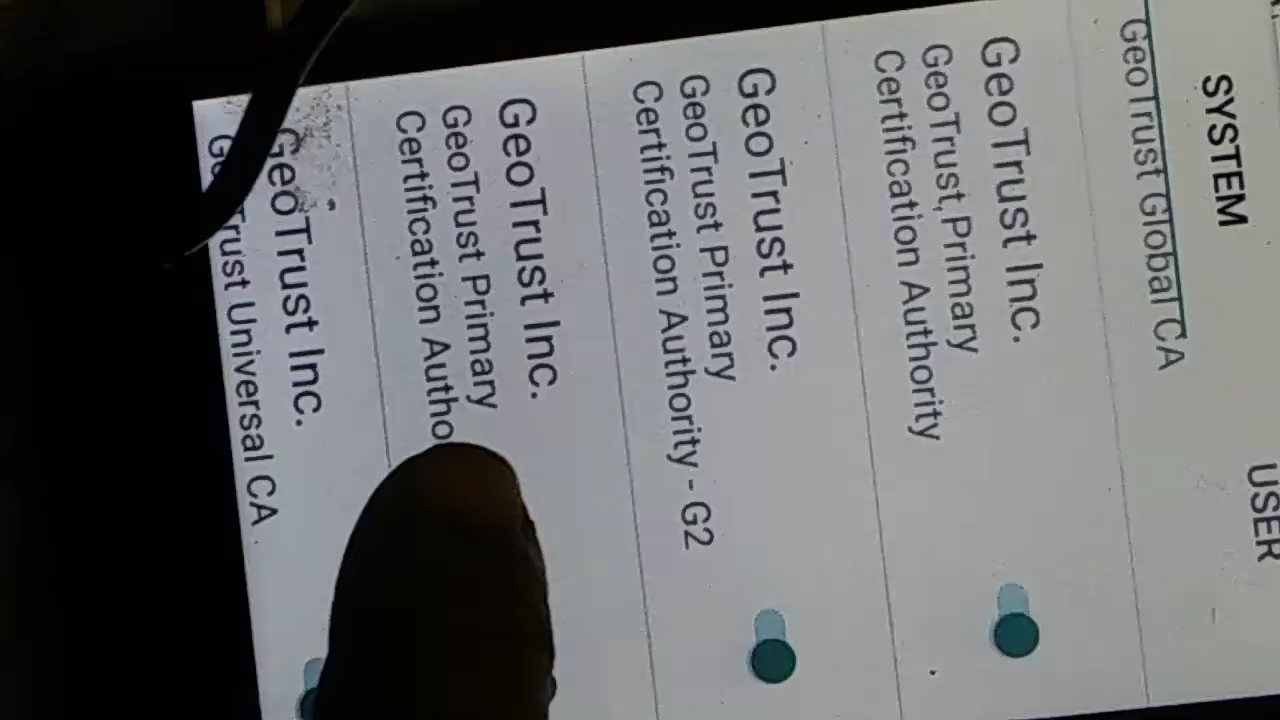 SYSTEM
USER
GeoTrust Global CA
GeoTrust Inc.
GeoTrust Primary
Certification Authority
GeoTrust Inc.
GeoTrust Primary
Certification Authority - G2
GeoTrust Inc.
GeoTrust Primary
Certification Autho
GeoTrust Inc.
GeoTrust Universal CA